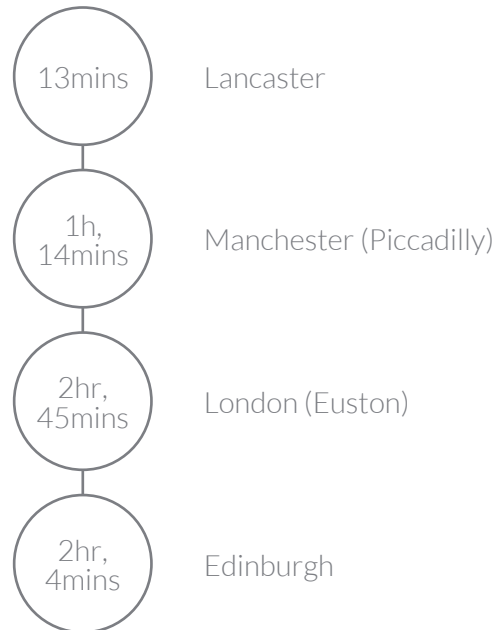 13mins
Lancaster
1h,
14mins
Manchester (Piccadilly)
2hr,
45mins
London (Euston)
2hr,
4mins
Edinburgh